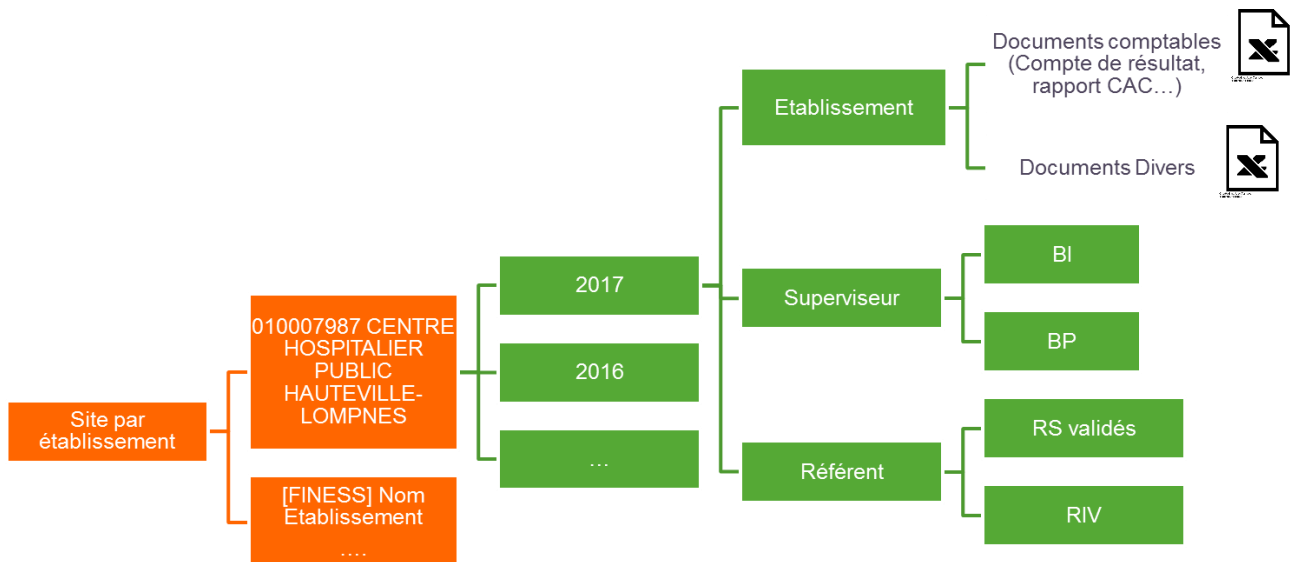 Site par
établissement
010007987 CENTRE
HOSPITALIER
PUBLIC
HAUTEVILLE-
LOMPNES
[FINESS] Nom
Etablissement
....
2017
2016
...
Etablissement
Documents comptables
(Compte de résultat,
rapport CAC...)
Documents Divers
Superviseur
BI
BP
Référent
RS validés
RIV